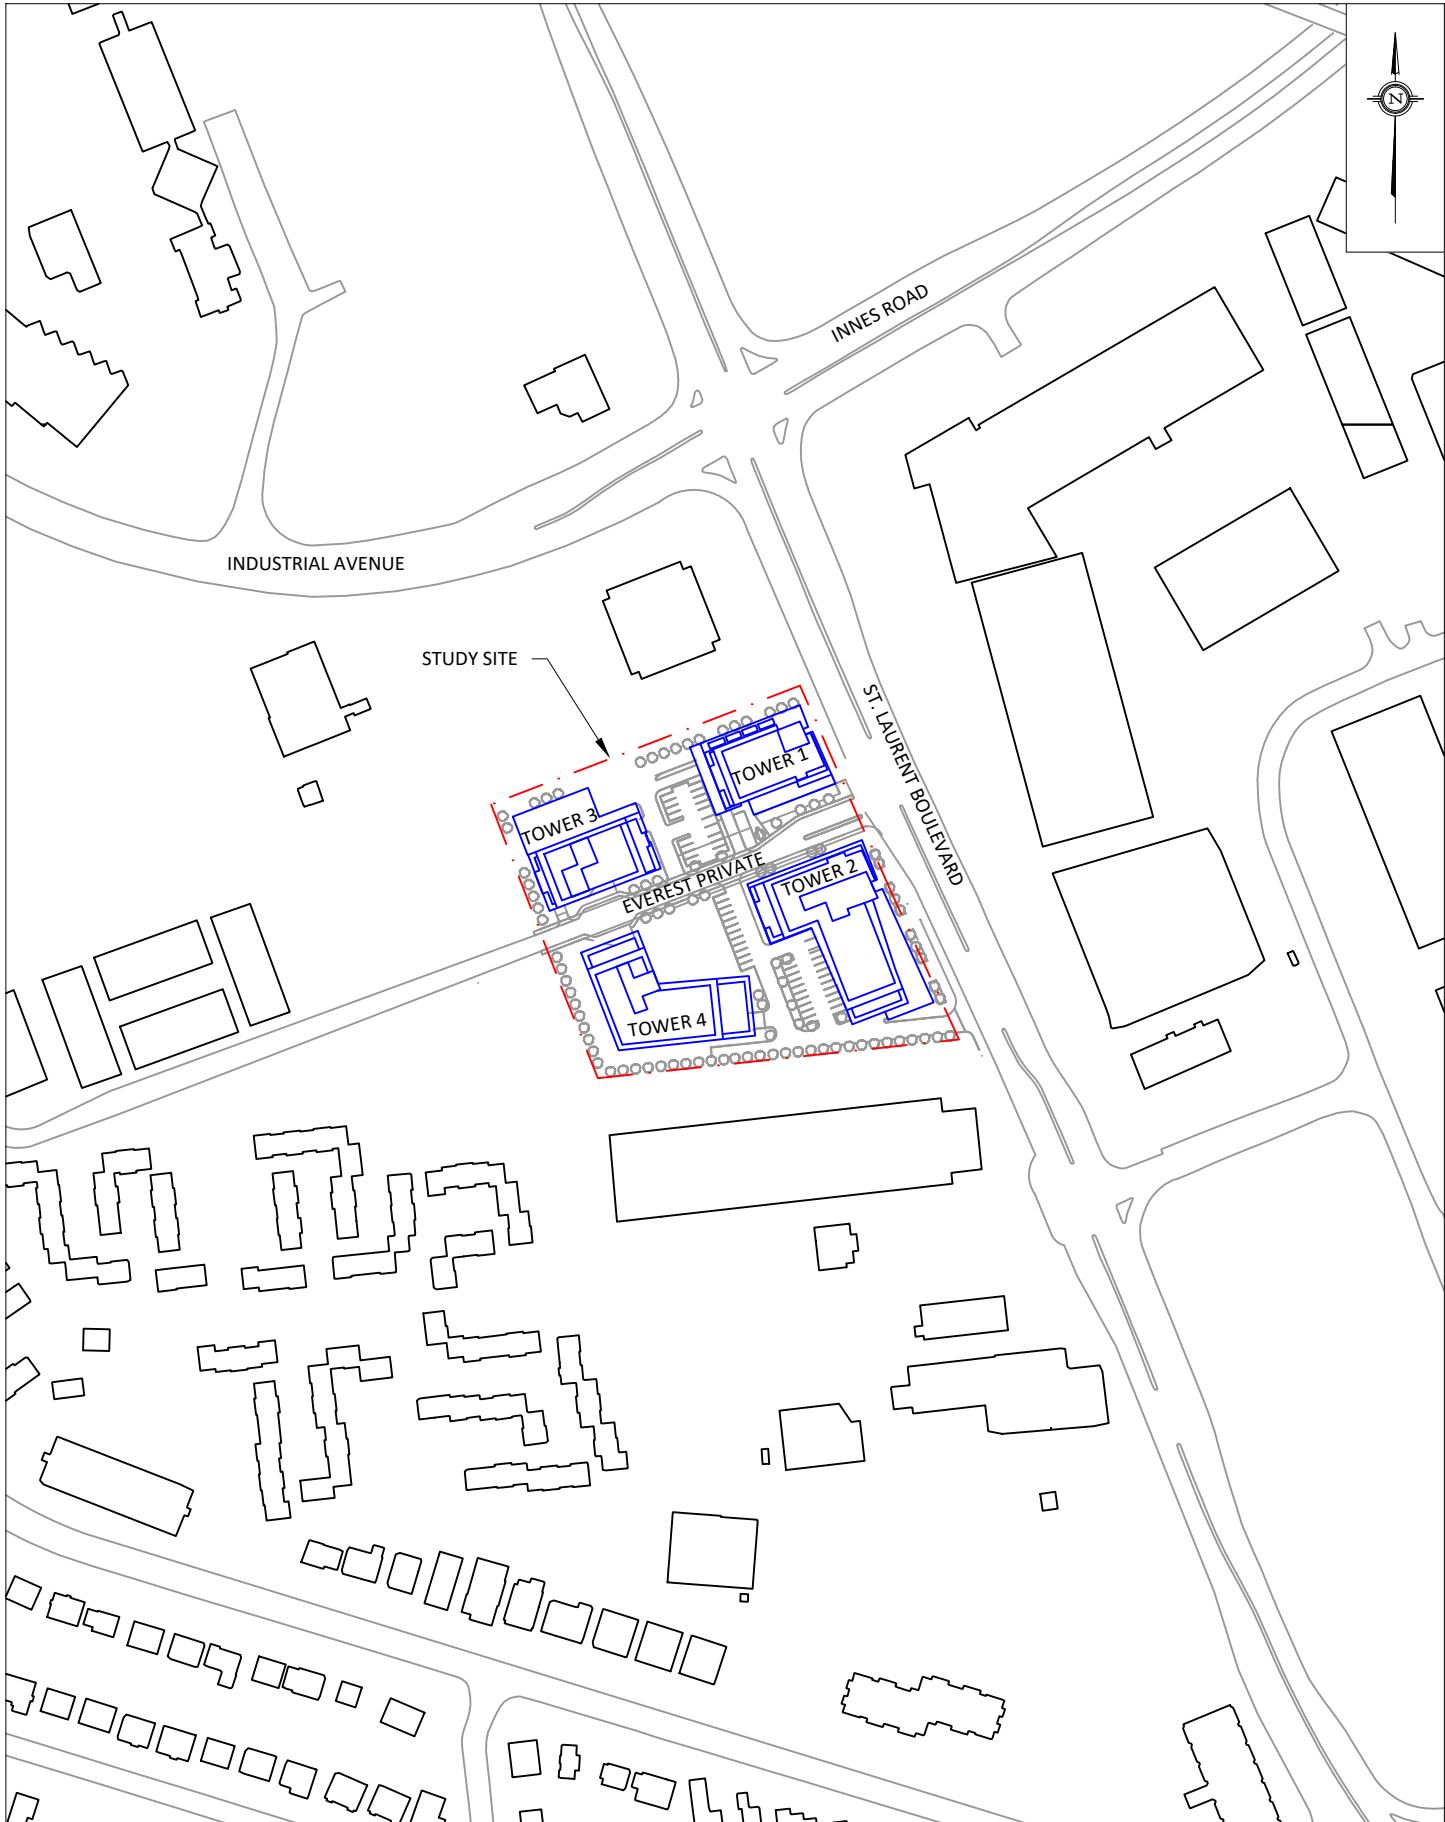 N
INNES ROAD
INDUSTRIAL AVENUE
STUDY SITE
ST. LAURENT BOULEVARD
TOWER 1
TOWER 3
EVEREST PRIVATE
TOWER 2
TOWER 4